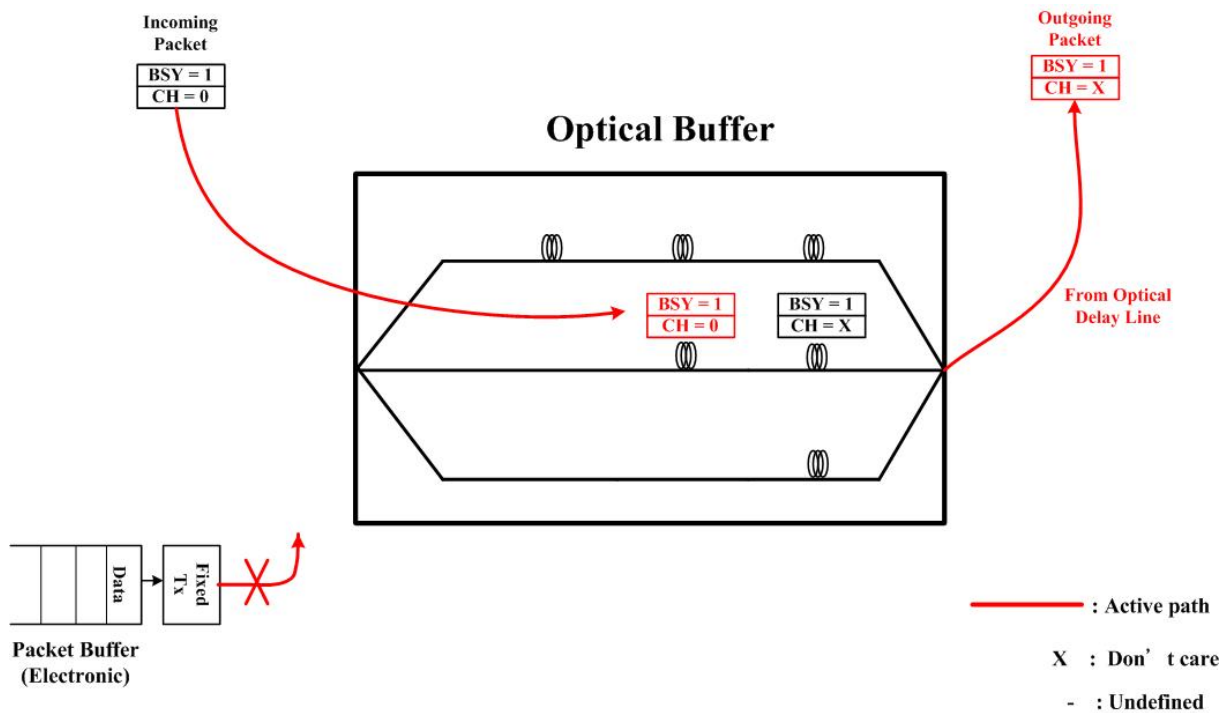 Incoming
Packet
BSY = 1
CH = 0
Outgoing
Packet
BSY = 1
CH = X
Optical Buffer
BSY = 1
CH = 0
BSY = 1
CH = X
From Optical
Delay Line
Data
Fixed
Tx
Packet Buffer
(Electronic)
: Active path
X : Don’ t care
- : Undefined